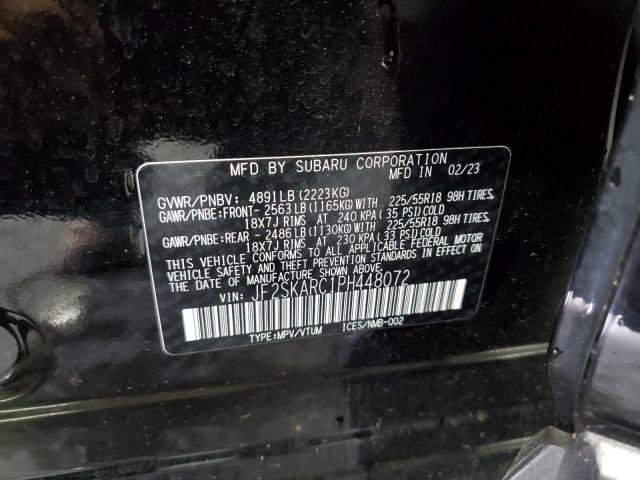 MFD BY SUBARU CORPORATION
MFD IN 02/23
GVWR/PNBV: 4891LB(2223KG)
GAWR/PNBE:FRONT- 2563LB(1165KG)WITH 225/55R18 98H TIRES,
18X7J RIMS AT 240 KPA(35 PSI)COLD
GAWR/PNBE:REAR - 2486LB(1130KG)WITH 225/55R18 98H TIRES,
18X7J RIMS AT 230 KPA(33 PSI)COLD
THIS VEHICLE CONFORMS TO ALL APPLICABLE FEDERAL MOTOR
VEHICLE SAFETY AND THEFT PREVENTION STANDARDS IN EFFECT ON
THE DATE OF MANUFACTURE SHOWN ABOVE.
VIN: JF2SKARC1PH448072
TYPE:MPV/VTUM ICES/NMB-002